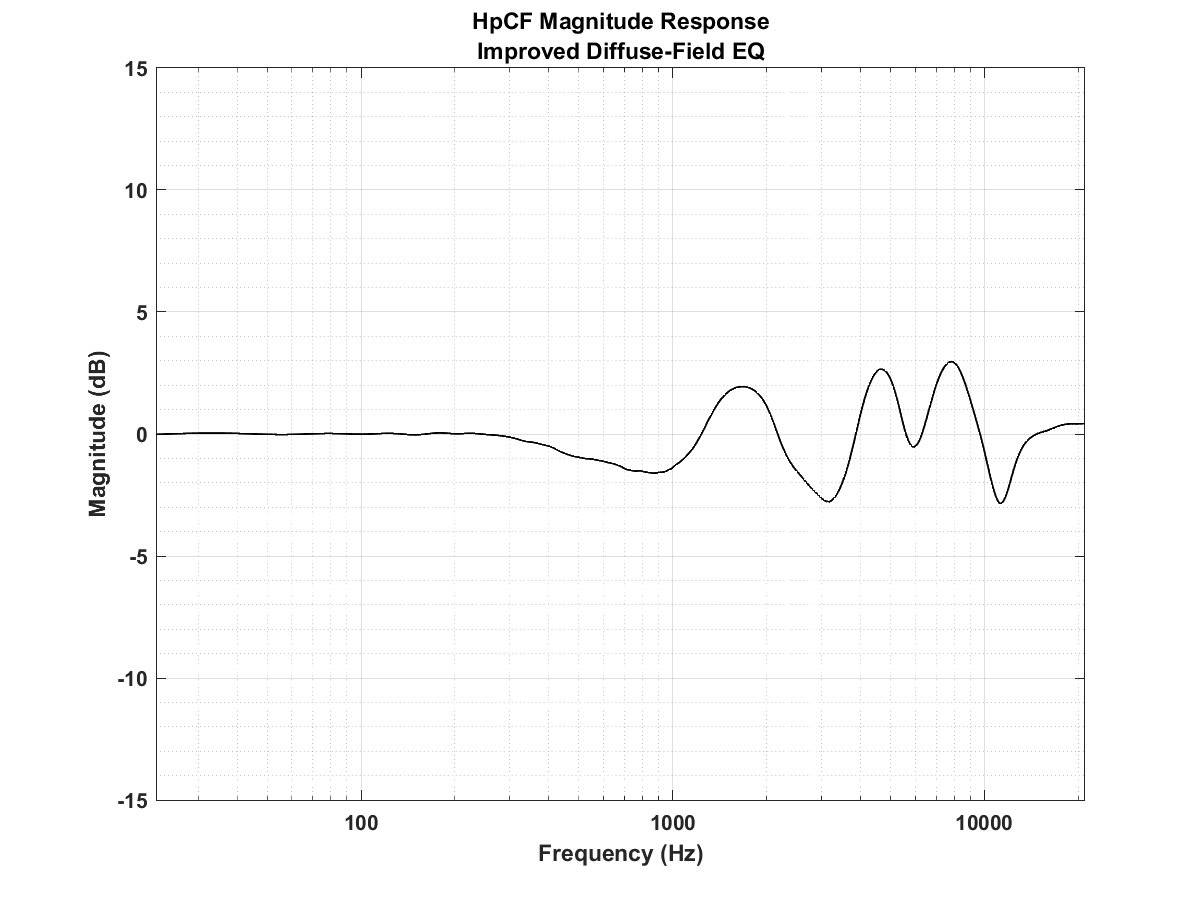 HpCF Magnitude Response
Improved Diffuse-Field EQ
15
10
5
0
-5
-10
-15
Magnitude (dB)
100
1000
10000
Frequency (Hz)